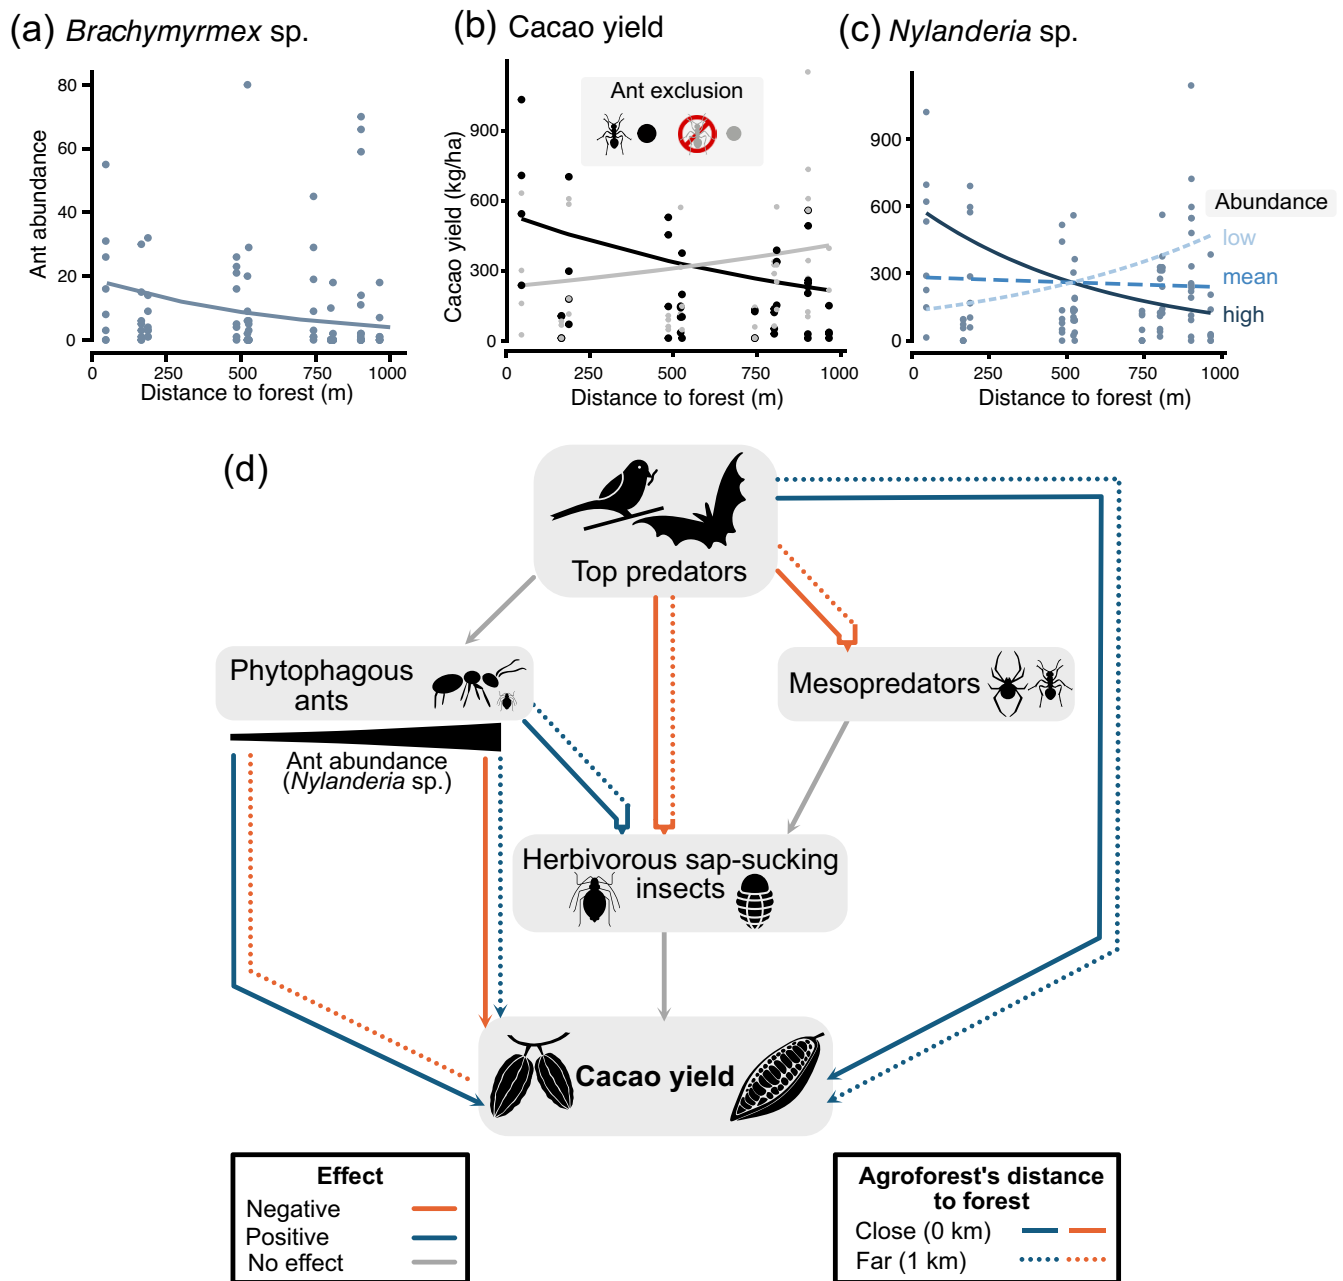 (a) Brachymyrmex sp.
80
60
40
20
0
Ant abundance
0 250 500 750 1000
Distance to forest (m)
(b) Cacao yield
Ant exclusion
900
600
300
0
Cacao yield (kg/ha)
0 250 500 750 1000
Distance to forest (m)
(c) Nylanderia sp.
900
600
300
0
0 250 500 750 1000
Distance to forest (m)
Abundance
low
mean
high
(d)
Top predators
Phytophagous
ants
Mesopredators
Ant abundance
(Nylanderia sp.)
Herbivorous sap-sucking
insects
Cacao yield
Effect
Negative
Positive
No effect
Agroforest's distance
to forest
Close (0 km)
Far (1 km)